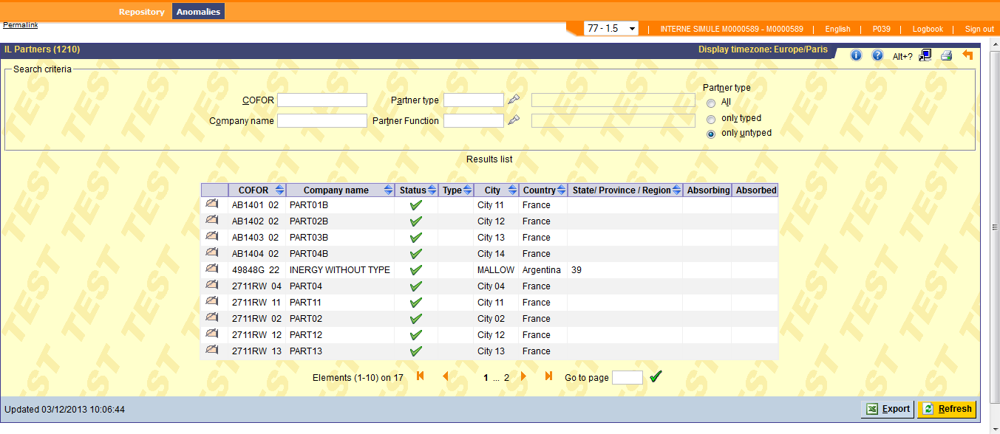 Repository Anomalies
Permalink
77 - 1.5 | INTERNE SIMULE M0000589 - M0000589 | English | P039 | Logbook | Sign out
IL Partners (1210) Display timezone: Europe/Paris Alt+?
Search criteria
COFOR Partner type Partner type
All
Company name Partner Function only typed
only untyped
Results list
COFOR Company name Status Type City Country State/ Province / Region Absorbing Absorbed
AB1401 02 PART01B City 11 France
AB1402 02 PART02B City 12 France
AB1403 02 PART03B City 13 France
AB1404 02 PART04B City 14 France
49848G 22 INERGY WITHOUT TYPE MALLOW Argentina 39
2711RW 04 PART04 City 04 France
2711RW 11 PART11 City 11 France
2711RW 02 PART02 City 02 France
2711RW 12 PART12 City 12 France
2711RW 13 PART13 City 13 France
Elements (1-10) on 17 1 ... 2 Go to page
Updated 03/12/2013 10:06:44 Export Refresh
TEST